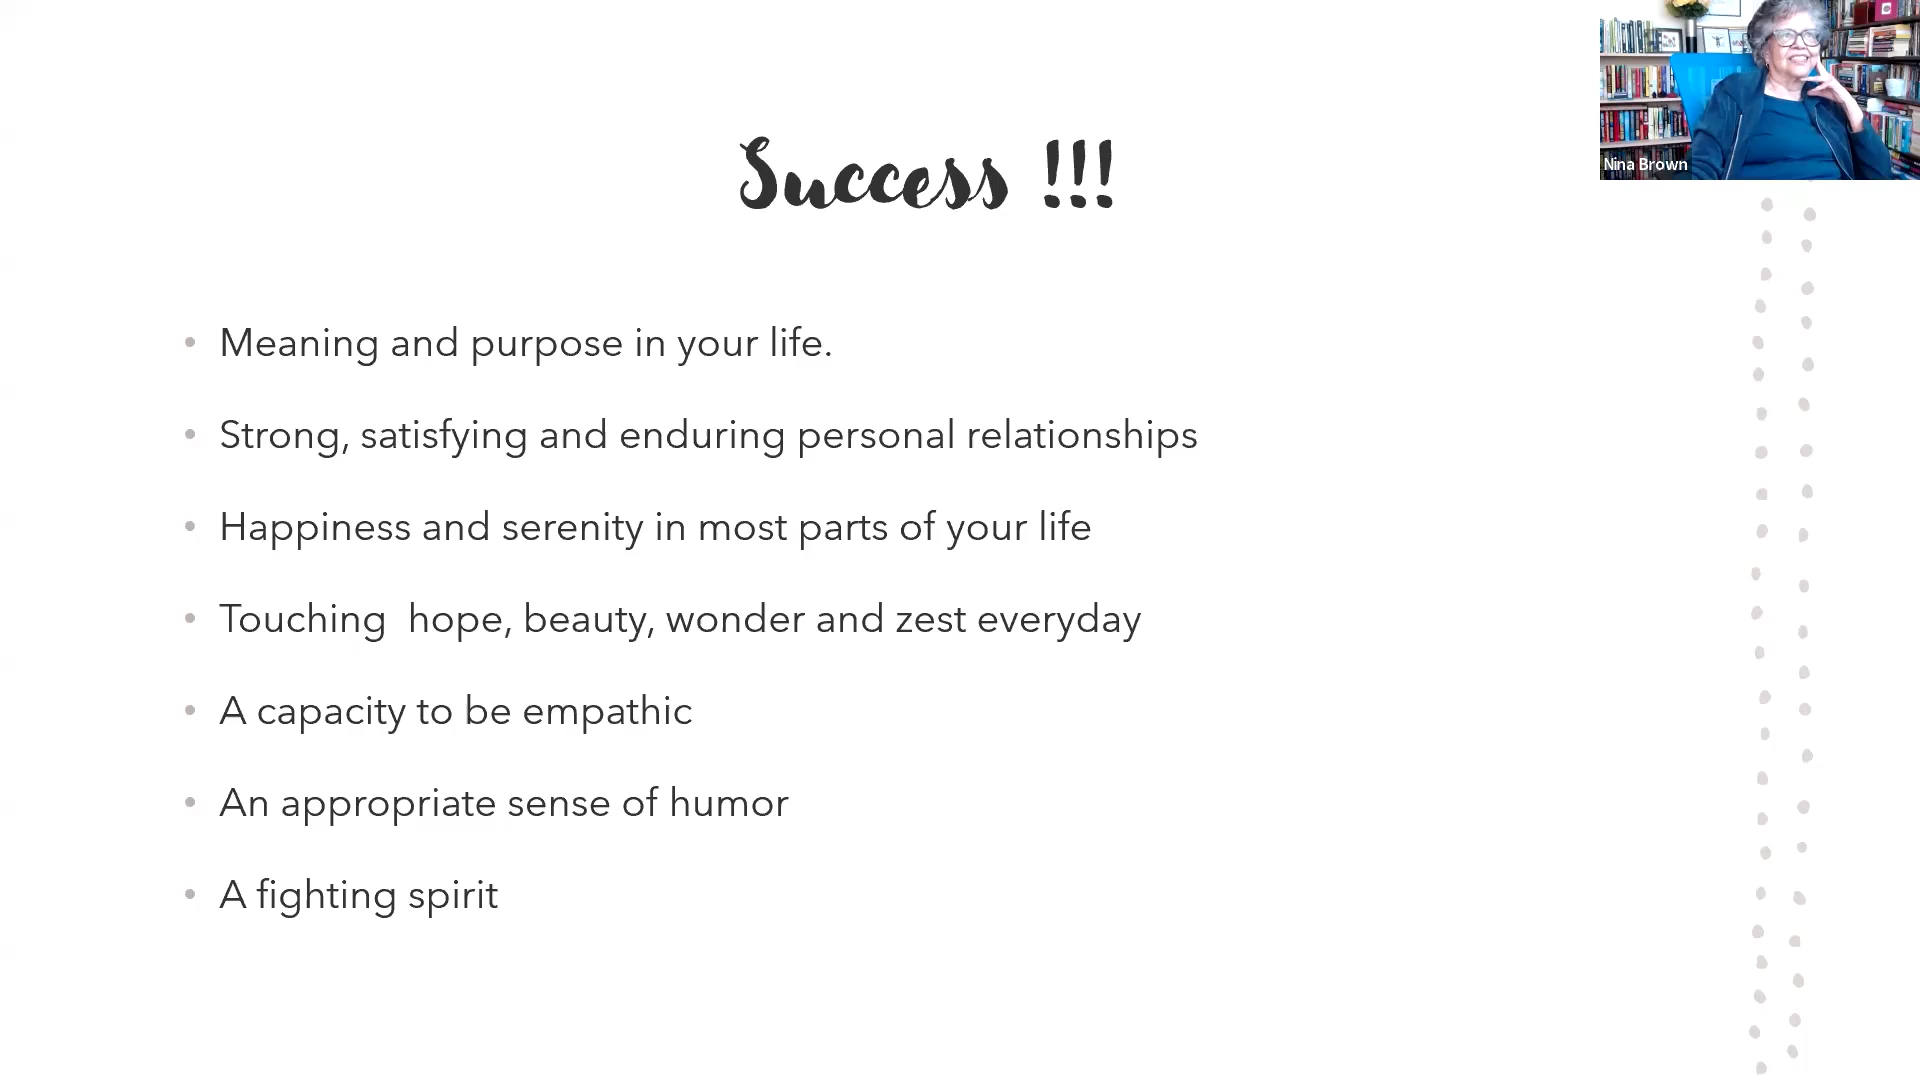 Nina Brown
Success !!!
• Meaning and purpose in your life.
• Strong, satisfying and enduring personal relationships
• Happiness and serenity in most parts of your life
• Touching  hope, beauty, wonder and zest everyday
• A capacity to be empathic
• An appropriate sense of humor
• A fighting spirit